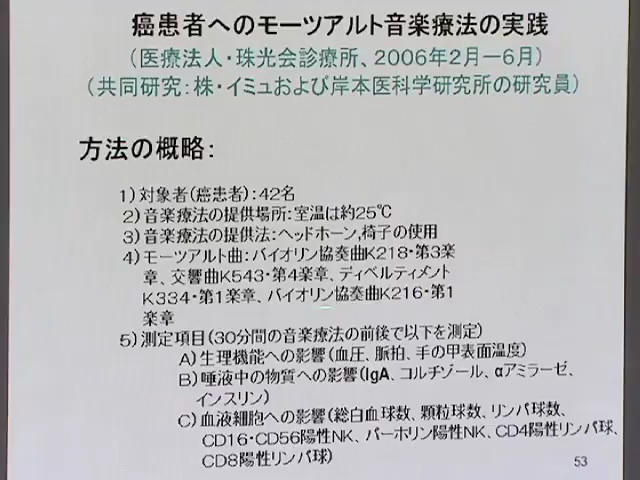 癌患者へのモーツアルト音楽療法の実践
(医療法人・珠光会診療所、2006年2月－6月)
(共同研究:株・イミュおよび岸本医科学研究所の研究員)
方法の概略:
1) 対象者(癌患者):42名
2) 音楽療法の提供場所:室温は約25℃
3) 音楽療法の提供法:ヘッドホーン,椅子の使用
4) モーツアルト曲:バイオリン協奏曲K218・第3楽
章、交響曲K543・第4楽章、ディベルティメント
K334・第1楽章、バイオリン協奏曲K216・第1
楽章
5) 測定項目(30分間の音楽療法の前後で以下を測定)
A) 生理機能への影響(血圧、脈拍、手の甲表面温度)
B) 唾液中の物質への影響(IgA、コルチゾール、αアミラーゼ、
インスリン)
C) 血液細胞への影響(総白血球数、顆粒球数、リンパ球数、
CD16・CD56陽性NK、パーホリン陽性NK、CD4陽性リンパ球、
CD8陽性リンパ球)
53